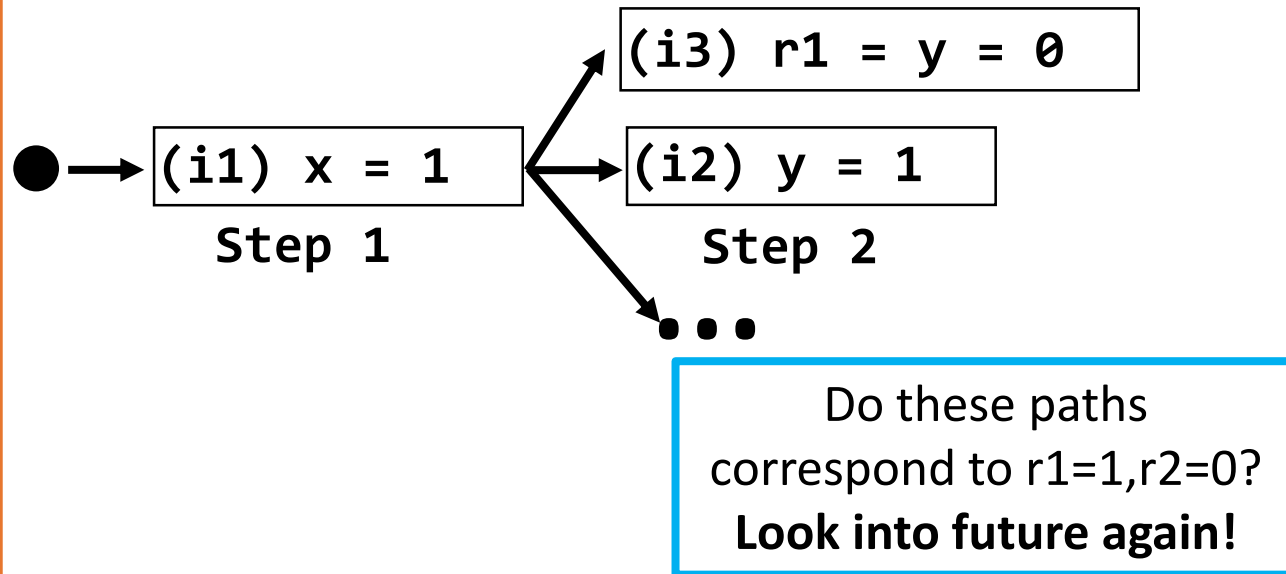 (i3) r1 = y = 0
(i1) x = 1
(i2) y = 1
Step 1
Step 2
...
Do these paths
correspond to r1=1,r2=0?
Look into future again!